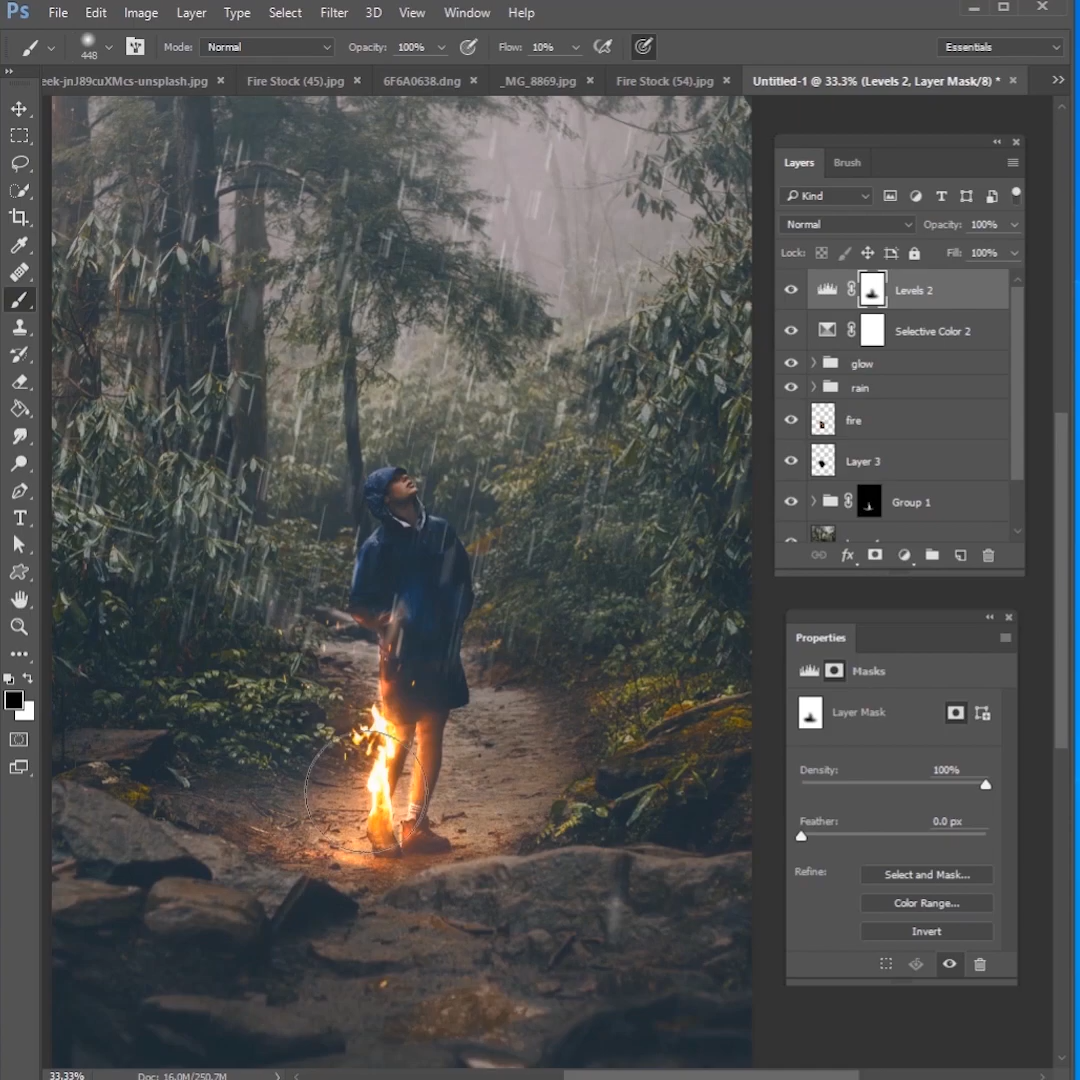 Ps File Edit Image Layer Type Select Filter 3D View Window Help
448 Mode: Normal Opacity: 100% Flow: 10% Essentials
eek-jnJ89cuXMcs-unsplash.jpg Fire Stock (45).jpg 6F6A0638.dng _MG_8869.jpg Fire Stock (54).jpg Untitled-1 @ 33.3% (Levels 2, Layer Mask/8) *
Layers Brush
Kind
Normal Opacity: 100%
Lock: Fill: 100%
Levels 2
Selective Color 2
glow
rain
fire
Layer 3
Group 1
fx
Properties
Masks
Layer Mask
Density: 100%
Feather: 0.0 px
Refine: Select and Mask...
Color Range...
Invert
33.33% Doc: 16.0M/250.7M